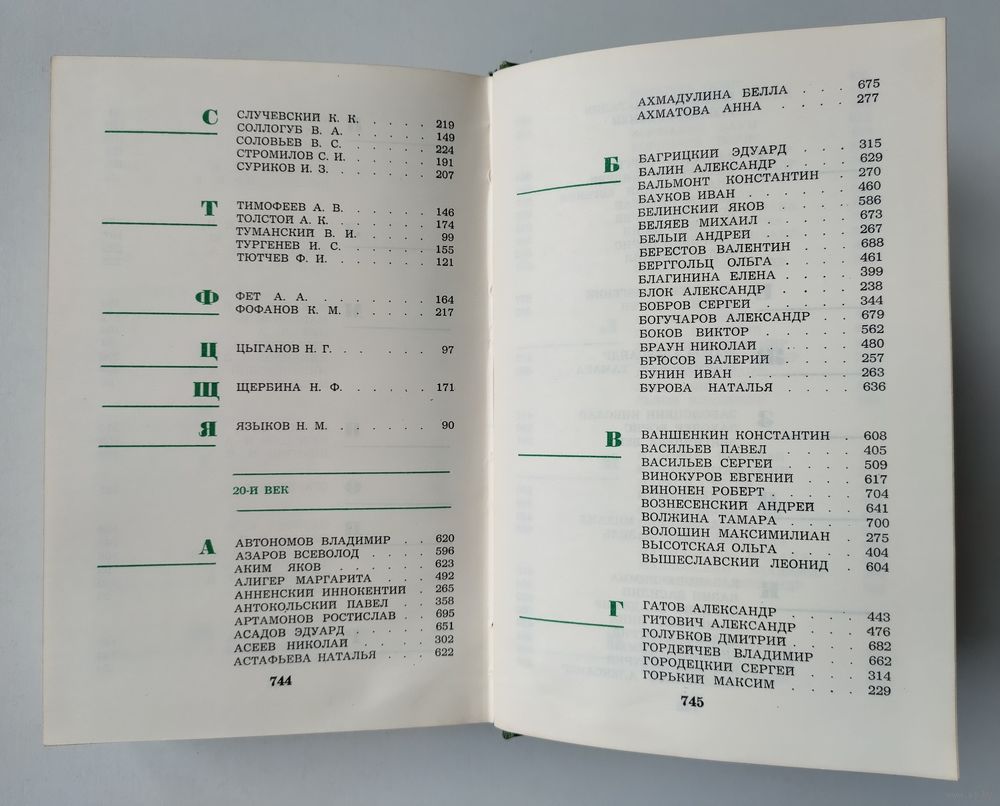 С
СЛУЧЕВСКИЙ К. К. . . . . 219
СОЛЛОГУБ В. А. . . . . . 149
СОЛОВЬЕВ В. С. . . . . . 224
СТРОМИЛОВ С. И. . . . . . 191
СУРИКОВ И. З. . . . . . 207
Т
ТИМОФЕЕВ А. В. . . . . . 146
ТОЛСТОЙ А. К. . . . . . 174
ТУМАНСКИЙ В. И. . . . . 99
ТУРГЕНЕВ И. С. . . . . . 155
ТЮТЧЕВ Ф. И. . . . . . 121
Ф
ФЕТ А. А. . . . . . . 164
ФОФАНОВ К. М. . . . . . 217
Ц
ЦЫГАНОВ Н. Г. . . . . . 97
Щ
ЩЕРБИНА Н. Ф. . . . . . 171
Я
ЯЗЫКОВ Н. М. . . . . . 90
20-Й ВЕК
А
АВТОНОМОВ ВЛАДИМИР . . 620
АЗАРОВ ВСЕВОЛОД . . . . 596
АКИМ ЯКОВ . . . . . 623
АЛИГЕР МАРГАРИТА . . . 492
АННЕНСКИЙ ИННОКЕНТИЙ . 265
АНТОКОЛЬСКИЙ ПАВЕЛ . . 358
АРТАМОНОВ РОСТИСЛАВ . . 695
АСАДОВ ЭДУАРД . . . . 651
АСЕЕВ НИКОЛАЙ . . . . 302
АСТАФЬЕВА НАТАЛЬЯ . . . 622
744
АХМАДУЛИНА БЕЛЛА . . . 675
АХМАТОВА АННА . . . . 277
Б
БАГРИЦКИЙ ЭДУАРД . . . 315
БАЛИН АЛЕКСАНДР . . . . 629
БАЛЬМОНТ КОНСТАНТИН . 270
БАУКОВ ИВАН . . . . . 460
БЕЛИНСКИЙ ЯКОВ . . . . 586
БЕЛЯЕВ МИХАИЛ . . . . 673
БЕЛЫЙ АНДРЕЙ . . . . . 267
БЕРЕСТОВ ВАЛЕНТИН . . . 688
БЕРГГОЛЬЦ ОЛЬГА . . . . 461
БЛАГИНИНА ЕЛЕНА . . . . 399
БЛОК АЛЕКСАНДР . . . . 238
БОБРОВ СЕРГЕЙ . . . . . 344
БОГУЧАРОВ АЛЕКСАНДР . . 679
БОКОВ ВИКТОР . . . . . 562
БРАУН НИКОЛАЙ . . . . . 480
БРЮСОВ ВАЛЕРИЙ . . . . 257
БУНИН ИВАН . . . . . 263
БУРОВА НАТАЛЬЯ . . . . 636
В
ВАНШЕНКИН КОНСТАНТИН . 608
ВАСИЛЬЕВ ПАВЕЛ . . . . 405
ВАСИЛЬЕВ СЕРГЕЙ . . . . 509
ВИНОКУРОВ ЕВГЕНИЙ . . . 617
ВИНОНЕН РОБЕРТ . . . . 704
ВОЗНЕСЕНСКИЙ АНДРЕЙ . . 641
ВОЛЖИНА ТАМАРА . . . . 700
ВОЛОШИН МАКСИМИЛИАН . 275
ВЫСОТСКАЯ ОЛЬГА . . . . 404
ВЫШЕСЛАВСКИЙ ЛЕОНИД . 604
Г
ГАТОВ АЛЕКСАНДР . . . . 443
ГИТОВИЧ АЛЕКСАНДР . . . 476
ГОЛУБКОВ ДМИТРИЙ . . . 682
ГОРДЕЙЧЕВ ВЛАДИМИР . . 662
ГОРОДЕЦКИЙ СЕРГЕЙ . . . 314
ГОРЬКИЙ МАКСИМ . . . . 229
745